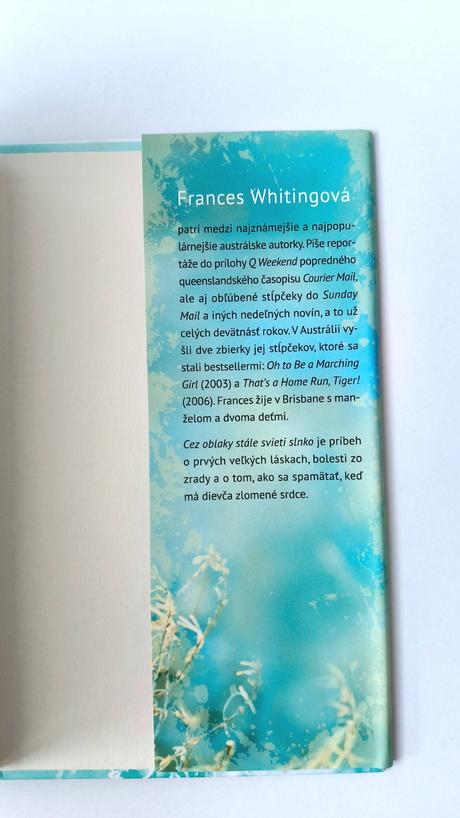 Frances Whitingová
patrí medzi najznámejšie a najpopu-
lárnejšie austrálske autorky. Píše repor-
táže do prílohy Q Weekend popredného
queenslandského časopisu Courier Mail,
ale aj obľúbené stĺpčeky do Sunday
Mail a iných nedeľných novín, a to už
celých devätnásť rokov. V Austrálii vy-
šli dve zbierky jej stĺpčekov, ktoré sa
stali bestsellermi: Oh to Be a Marching
Girl (2003) a That's a Home Run, Tiger!
(2006). Frances žije v Brisbane s man-
želom a dvoma deťmi.
Cez oblaky stále svieti slnko je príbeh
o prvých veľkých láskach, bolesti zo
zrady a o tom, ako sa spamätať, keď
má dievča zlomené srdce.